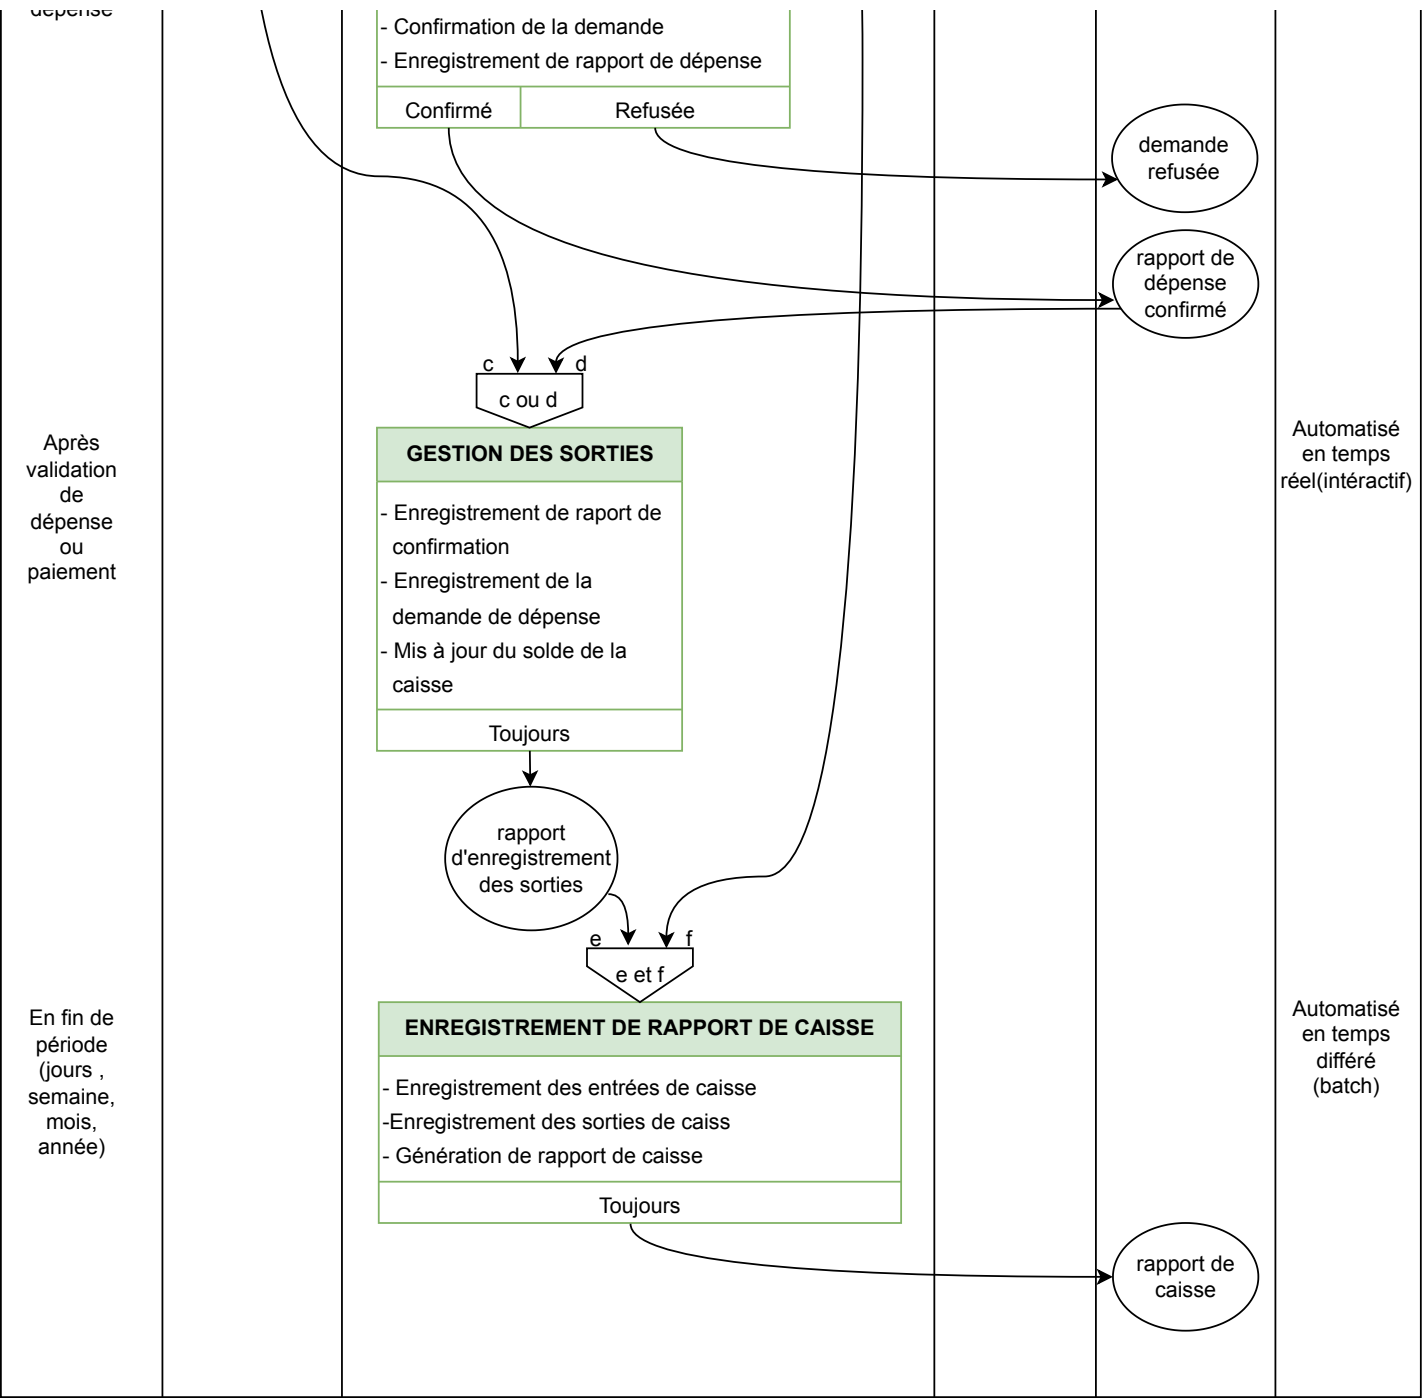 dépense
- Confirmation de la demande
- Enregistrement de rapport de dépense
Confirmé
Refusée
demande
refusée
rapport de
dépense
confirmé
c
d
c ou d
Après
validation
de
dépense
ou
paiement
GESTION DES SORTIES
- Enregistrement de raport de
confirmation
- Enregistrement de la
demande de dépense
- Mis à jour du solde de la
caisse
Toujours
Automatisé
en temps
réel(intéractif)
rapport
d'enregistrement
des sorties
e
f
e et f
En fin de
période
(jours ,
semaine,
mois,
année)
ENREGISTREMENT DE RAPPORT DE CAISSE
- Enregistrement des entrées de caisse
-Enregistrement des sorties de caiss
- Génération de rapport de caisse
Toujours
Automatisé
en temps
différé
(batch)
rapport de
caisse